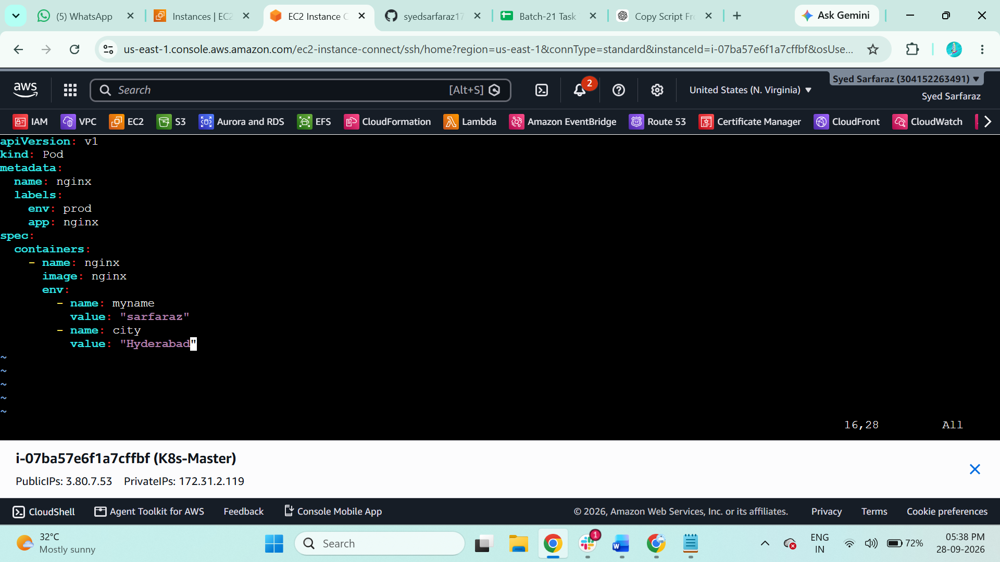 (5) WhatsApp
Instances | EC2
EC2 Instance C
syedsarfaraz17
Batch-21 Task
Copy Script Fr
Ask Gemini
us-east-1.console.aws.amazon.com/ec2-instance-connect/ssh/home?region=us-east-1&connType=standard&instanceId=i-07ba57e6f1a7cffbf&osUse...
aws
Search
[Alt+S]
2
United States (N. Virginia)
Syed Sarfaraz (304152263491)
Syed Sarfaraz
IAM
VPC
EC2
S3
Aurora and RDS
EFS
CloudFormation
Lambda
Amazon EventBridge
Route 53
Certificate Manager
CloudFront
CloudWatch
apiVersion: v1
kind: Pod
metadata:
  name: nginx
  labels:
    env: prod
    app: nginx
spec:
  containers:
    - name: nginx
      image: nginx
      env:
        - name: myname
          value: "sarfaraz"
        - name: city
          value: "Hyderabad"
~
~
~
~
~
16,28 All
i-07ba57e6f1a7cffbf (K8s-Master)
PublicIPs: 3.80.7.53 PrivateIPs: 172.31.2.119
CloudShell
Agent Toolkit for AWS
Feedback
Console Mobile App
© 2026, Amazon Web Services, Inc. or its affiliates.
Privacy
Terms
Cookie preferences
32°C
Mostly sunny
Search
1
ENG
IN
72%
05:38 PM
28-09-2026